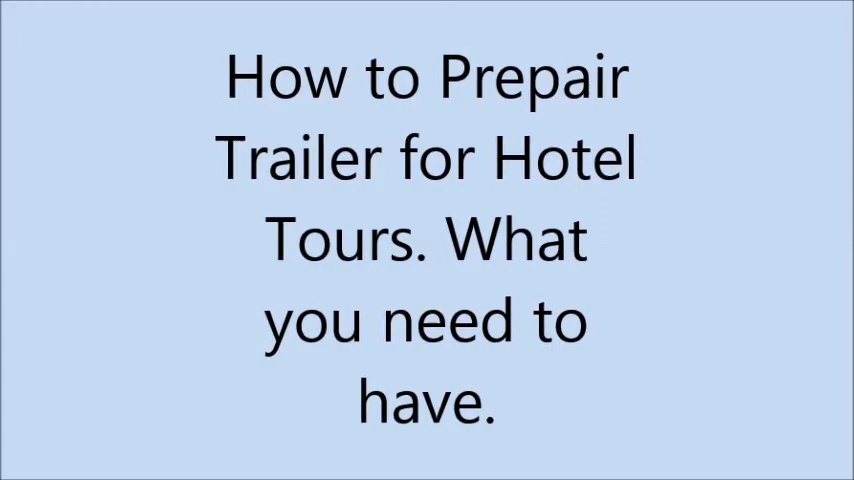 How to Prepair
Trailer for Hotel
Tours. What
you need to
have.